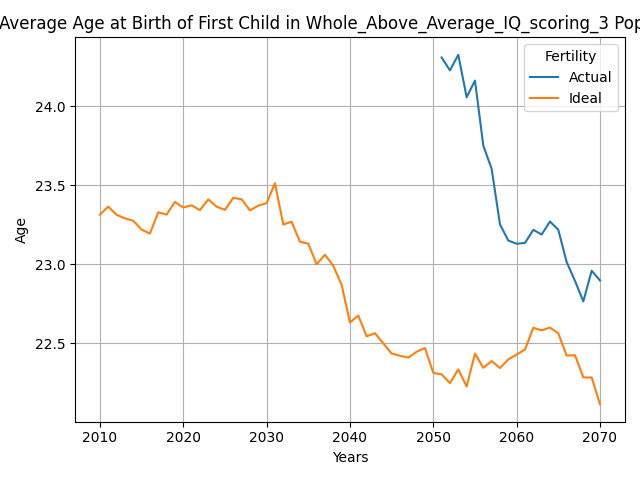 Average Age at Birth of First Child in Whole_Above_Average_IQ_scoring_3 Pop
Fertility
Actual
Ideal
24.0
23.5
23.0
22.5
Age
2010 2020 2030 2040 2050 2060 2070
Years